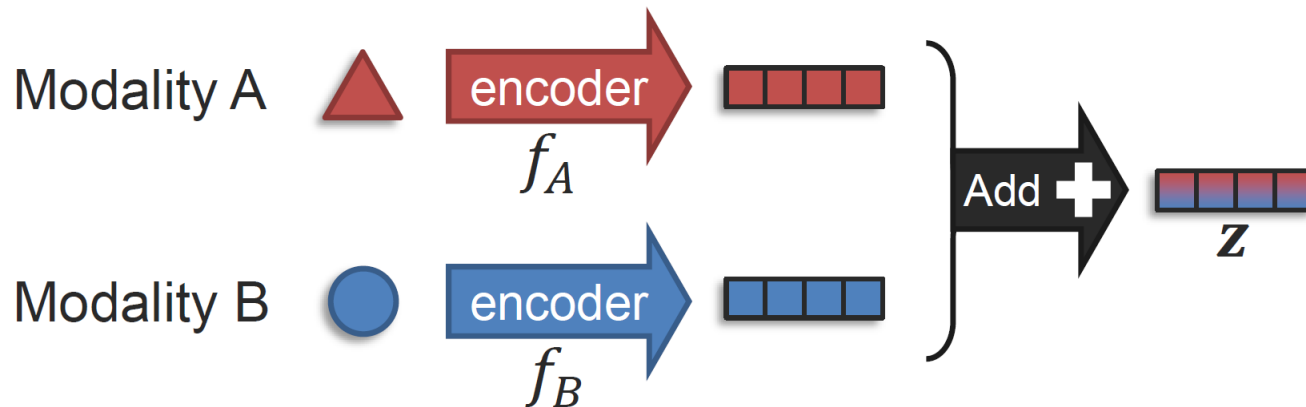 Modality A
encoder
f_A
Modality B
encoder
f_B
Add +
z